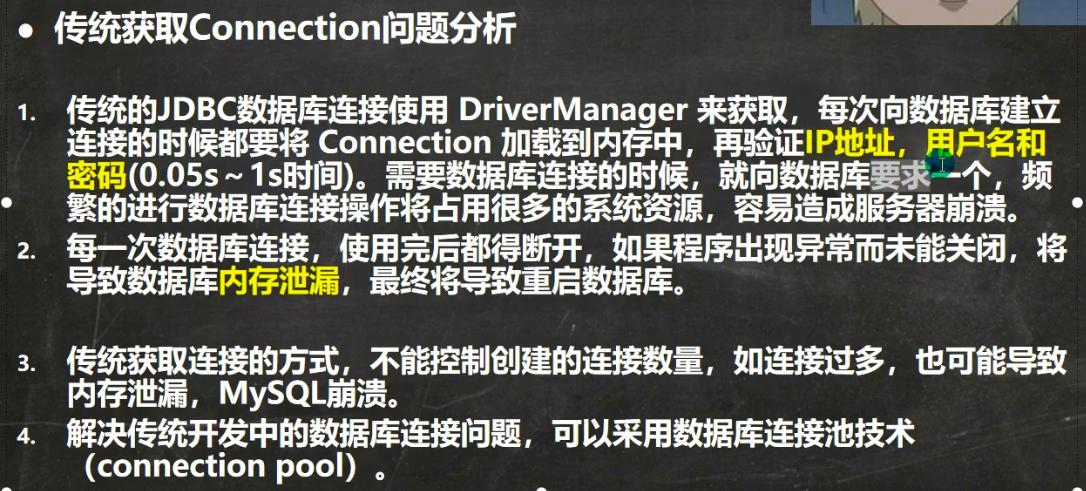 ● 传统获取Connection问题分析
1. 传统的JDBC数据库连接使用 DriverManager 来获取，每次向数据库建立
连接的时候都要将 Connection 加载到内存中，再验证IP地址，用户名和
密码(0.05s～1s时间)。需要数据库连接的时候，就向数据库要求一个，频
繁的进行数据库连接操作将占用很多的系统资源，容易造成服务器崩溃。
2. 每一次数据库连接，使用完后都得断开，如果程序出现异常而未能关闭，将
导致数据库内存泄漏，最终将导致重启数据库。
3. 传统获取连接的方式，不能控制创建的连接数量，如连接过多，也可能导致
内存泄漏，MySQL崩溃。
4. 解决传统开发中的数据库连接问题，可以采用数据库连接池技术
（connection pool）。